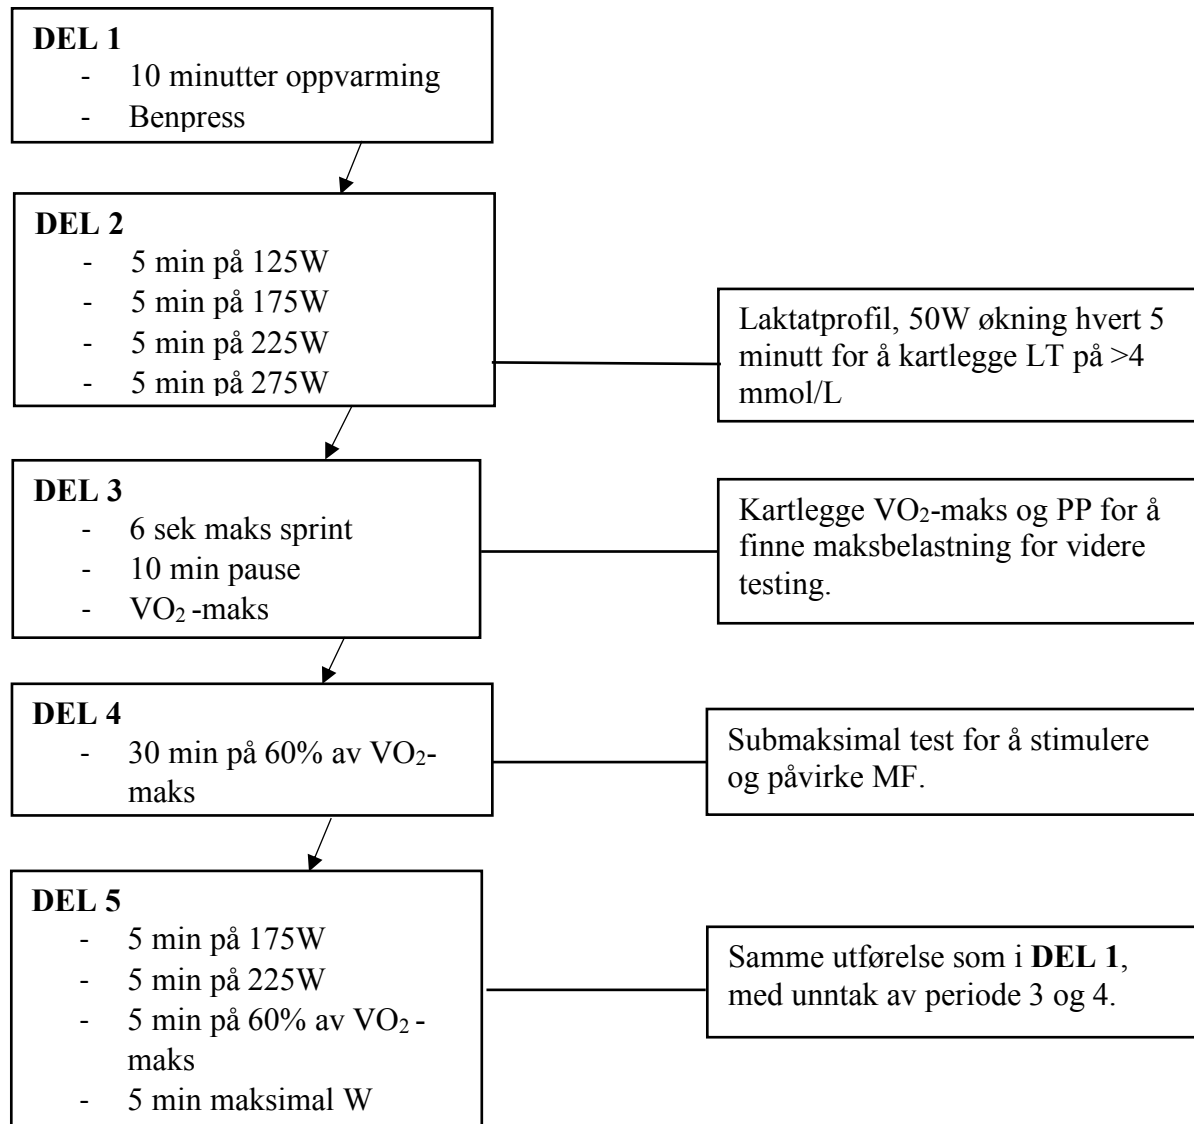 DEL 1
- 10 minutter oppvarming
- Benpress
DEL 2
- 5 min på 125W
- 5 min på 175W
- 5 min på 225W
- 5 min på 275W
Laktatprofil, 50W økning hvert 5
minutt for å kartlegge LT på >4
mmol/L
DEL 3
- 6 sek maks sprint
- 10 min pause
- VO₂ -maks
Kartlegge VO₂-maks og PP for å
finne maksbelastning for videre
testing.
DEL 4
- 30 min på 60% av VO₂-
maks
Submaksimal test for å stimulere
og påvirke MF.
DEL 5
- 5 min på 175W
- 5 min på 225W
- 5 min på 60% av VO₂ -
maks
- 5 min maksimal W
Samme utførelse som i DEL 1,
med unntak av periode 3 og 4.